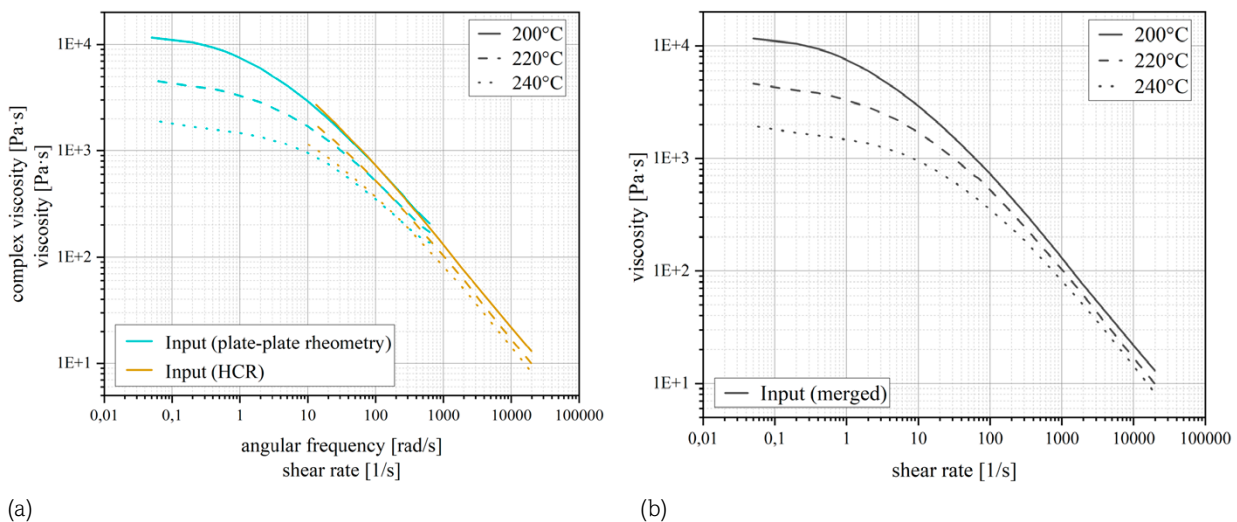 1E+4
1E+3
1E+2
1E+1
complex viscosity [Pa·s]
viscosity [Pa·s]
200°C
220°C
240°C
Input (plate-plate rheometry)
Input (HCR)
0,01 0,1 1 10 100 1000 10000 100000
angular frequency [rad/s]
shear rate [1/s]
(a)
1E+4
1E+3
1E+2
1E+1
viscosity [Pa·s]
200°C
220°C
240°C
Input (merged)
0,01 0,1 1 10 100 1000 10000 100000
shear rate [1/s]
(b)